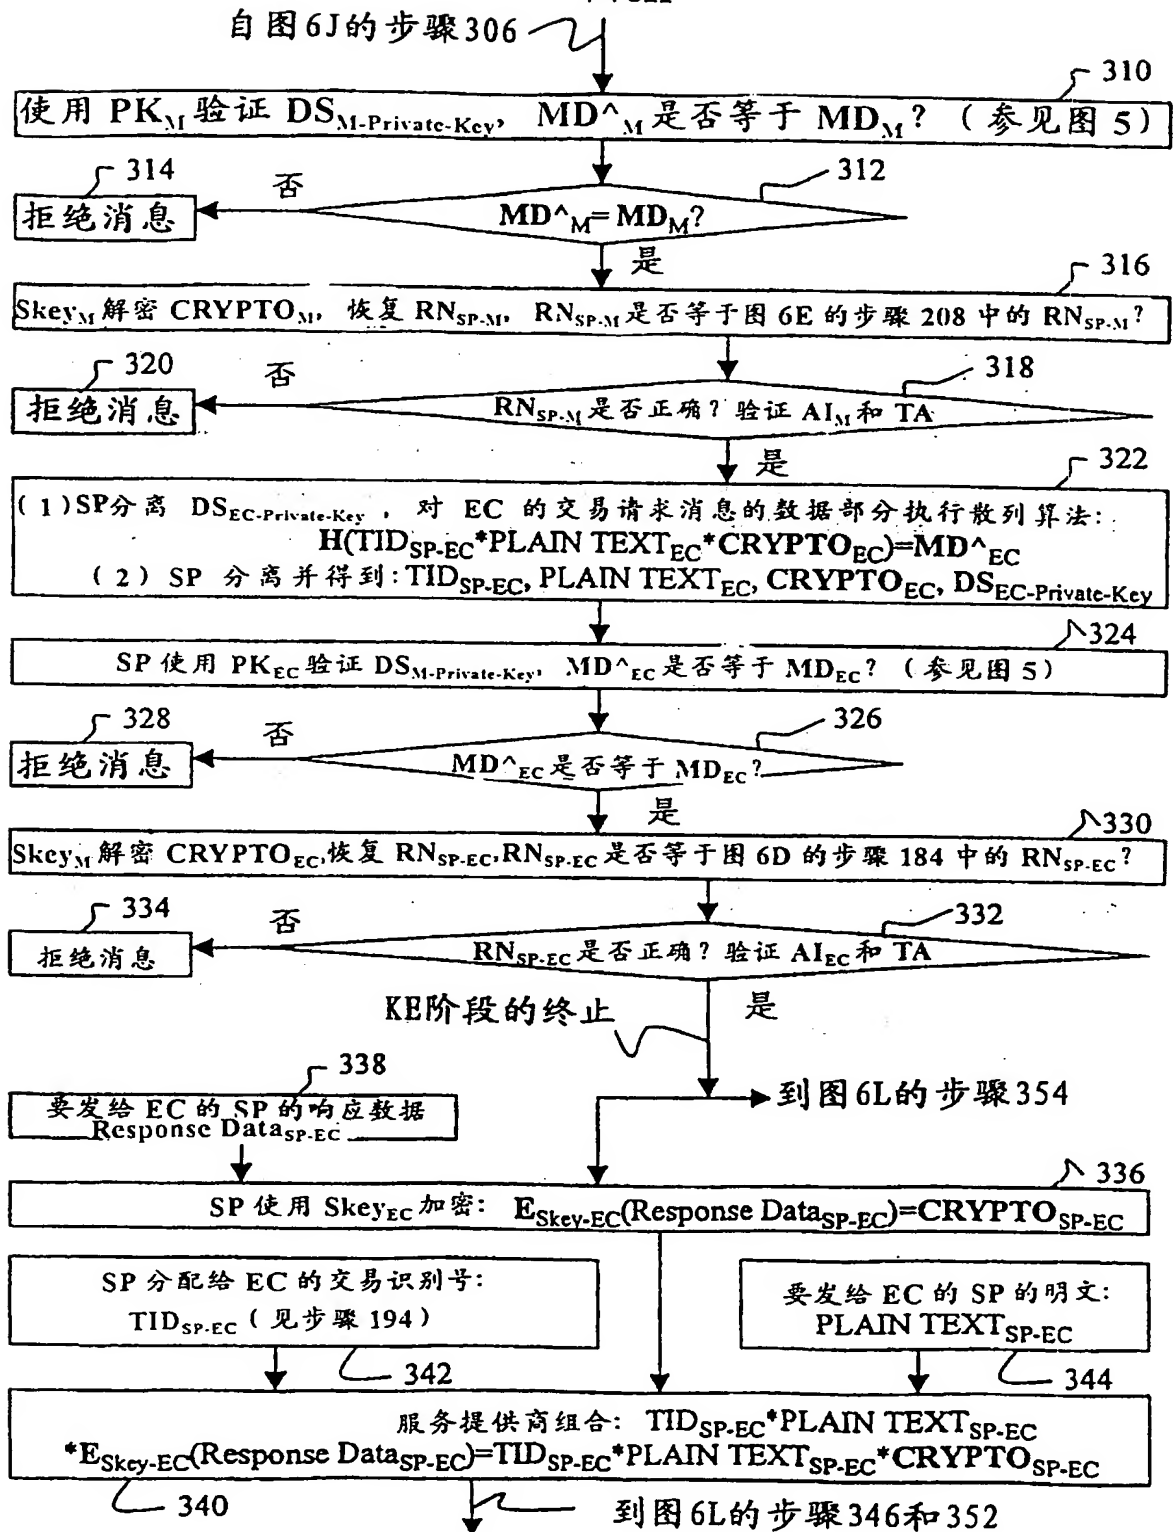 自图6J的步骤306
310
使用 PK_M 验证 DS_M-Private-Key, MD^_M 是否等于 MD_M? (参见图 5)
314
否
312
拒绝消息
MD^_M = MD_M?
是
316
Skey_M 解密 CRYPTO_M, 恢复 RN_SP-M, RN_SP-M 是否等于图 6E 的步骤 208 中的 RN_SP-M?
320
否
318
拒绝消息
RN_SP-M 是否正确? 验证 AI_M 和 TA
是
322
(1)SP分离 DS_EC-Private-Key, 对 EC 的交易请求消息的数据部分执行散列算法:
H(TID_SP-EC*PLAIN TEXT_EC*CRYPTO_EC)=MD^_EC
(2) SP 分离并得到: TID_SP-EC, PLAIN TEXT_EC, CRYPTO_EC, DS_EC-Private-Key
324
SP 使用 PK_EC 验证 DS_M-Private-Key, MD^_EC 是否等于 MD_EC? (参见图 5)
328
否
326
拒绝消息
MD^_EC 是否等于 MD_EC?
是
330
Skey_M 解密 CRYPTO_EC,恢复 RN_SP-EC,RN_SP-EC 是否等于图 6D 的步骤 184 中的 RN_SP-EC?
334
否
332
拒绝消息
RN_SP-EC 是否正确? 验证 AI_EC 和 TA
KE阶段的终止
是
338
到图6L的步骤354
要发给 EC 的 SP 的响应数据
Response Data_SP-EC
336
SP 使用 Skey_EC 加密: E_Skey-EC(Response Data_SP-EC)=CRYPTO_SP-EC
SP 分配给 EC 的交易识别号:
TID_SP-EC (见步骤 194)
要发给 EC 的 SP 的明文:
PLAIN TEXT_SP-EC
342
344
服务提供商组合: TID_SP-EC*PLAIN TEXT_SP-EC
*E_Skey-EC(Response Data_SP-EC)=TID_SP-EC*PLAIN TEXT_SP-EC*CRYPTO_SP-EC
340
到图6L的步骤346和352